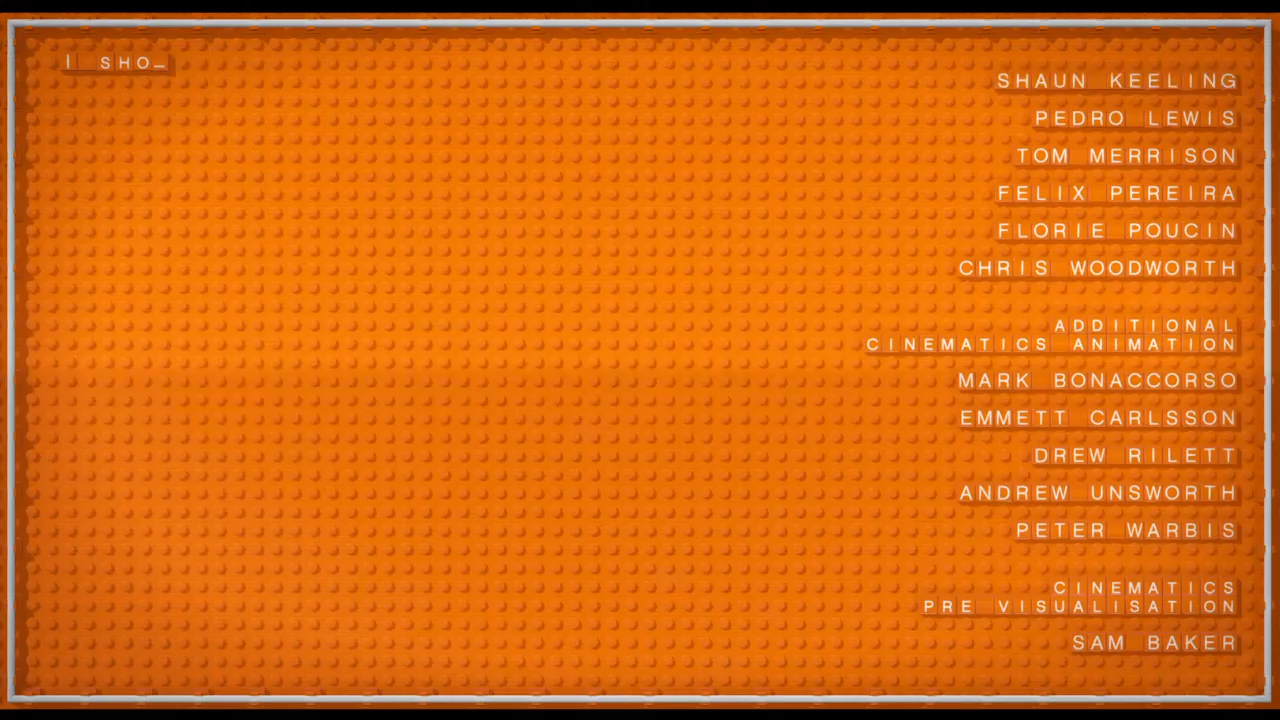 I SHO_
SHAUN KEELING
PEDRO LEWIS
TOM MERRISON
FELIX PEREIRA
FLORIE POUCIN
CHRIS WOODWORTH
ADDITIONAL
CINEMATICS ANIMATION
MARK BONACCORSO
EMMETT CARLSSON
DREW RILETT
ANDREW UNSWORTH
PETER WARBIS
CINEMATICS
PRE VISUALISATION
SAM BAKER